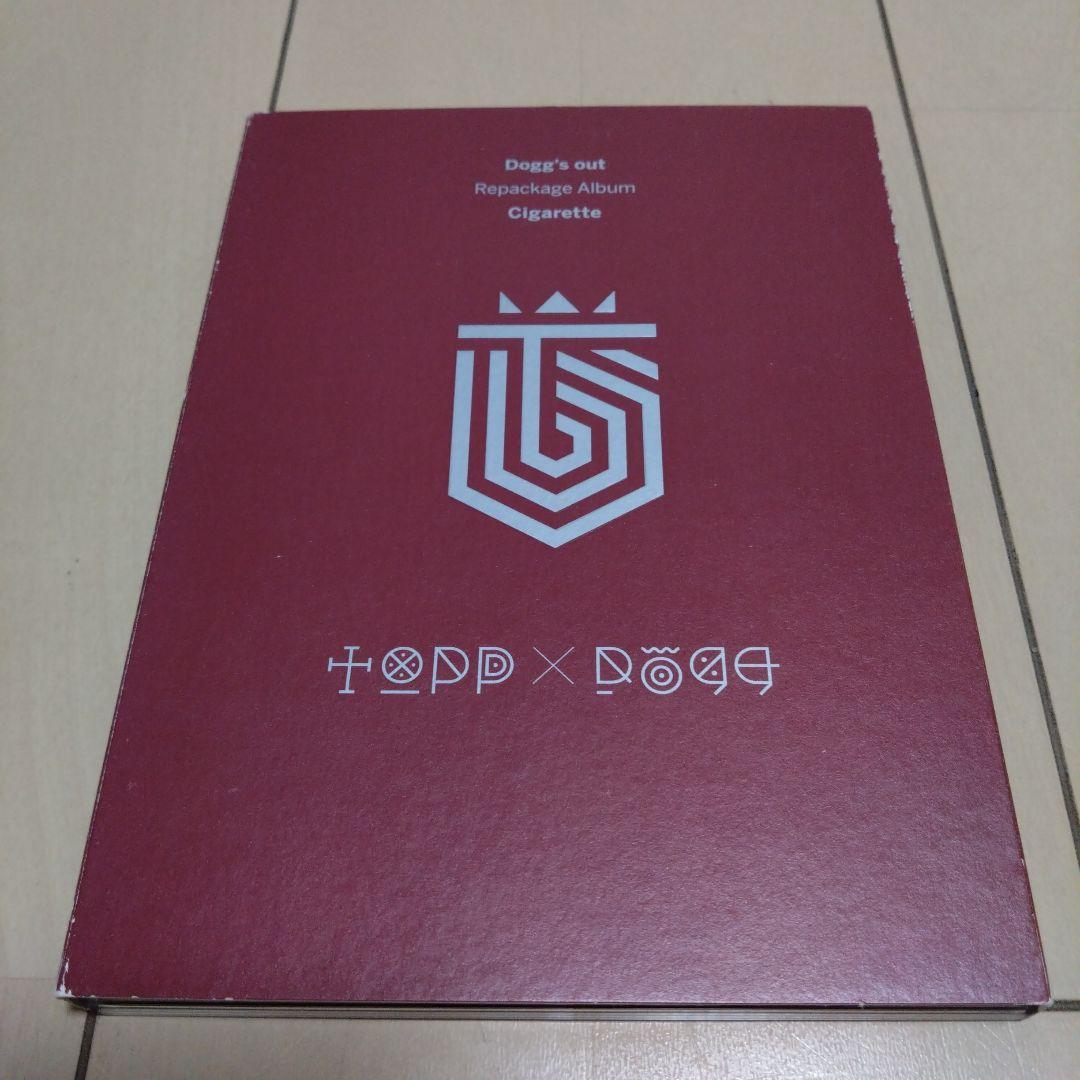 Dogg's out
Repackage Album
Cigarette
TOPP X DOGG